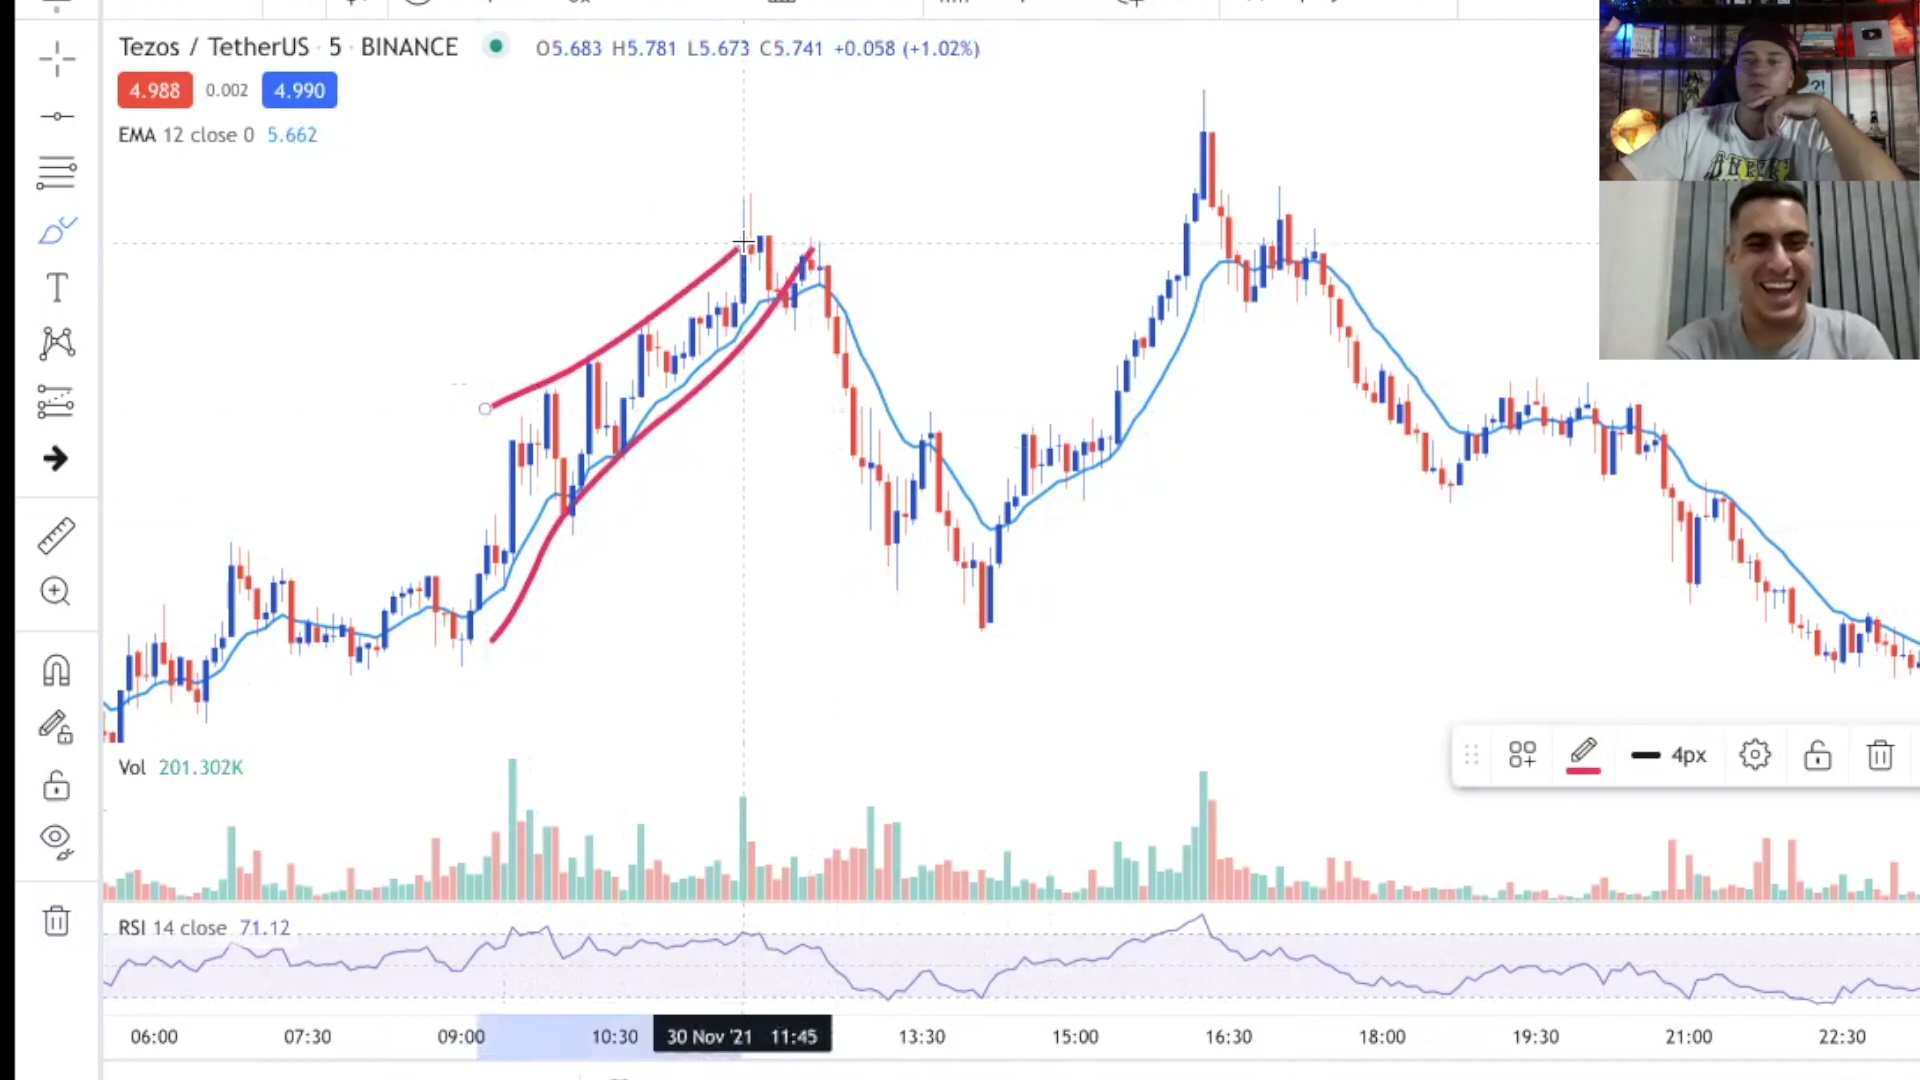 Tezos / TetherUS · 5 · BINANCE O5.683 H5.781 L5.673 C5.741 +0.058 (+1.02%)
4.988 0.002 4.990
EMA 12 close 0 5.662
Vol 201.302K
4px
RSI 14 close 71.12
06:00 07:30 09:00 10:30 30 Nov '21 11:45 13:30 15:00 16:30 18:00 19:30 21:00 22:30